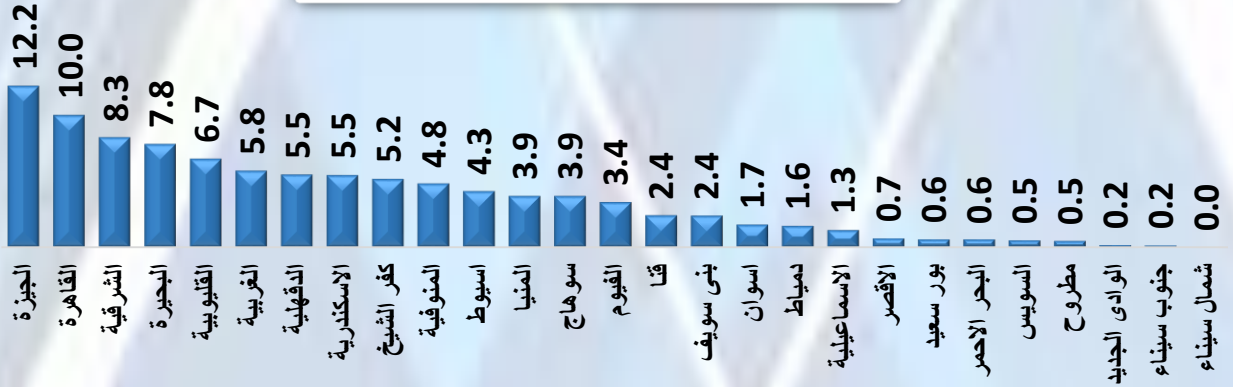 12.2
10.0
8.3
7.8
6.7
5.8
5.5
5.5
5.2
4.8
4.3
3.9
3.9
3.4
2.4
2.4
1.7
1.6
1.3
0.7
0.6
0.6
0.5
0.5
0.2
0.2
0.0
الجيزة
القاهرة
الشرقية
البحيرة
القليوبية
الغربية
الدقهلية
الاسكندرية
كفر الشيخ
المنوفية
اسيوط
المنيا
سوهاج
الفيوم
قنا
بنى سويف
اسوان
دمياط
الاسماعيلية
الاقصر
بور سعيد
البحر الاحمر
السويس
مطروح
الوادى الجديد
جنوب سيناء
شمال سيناء